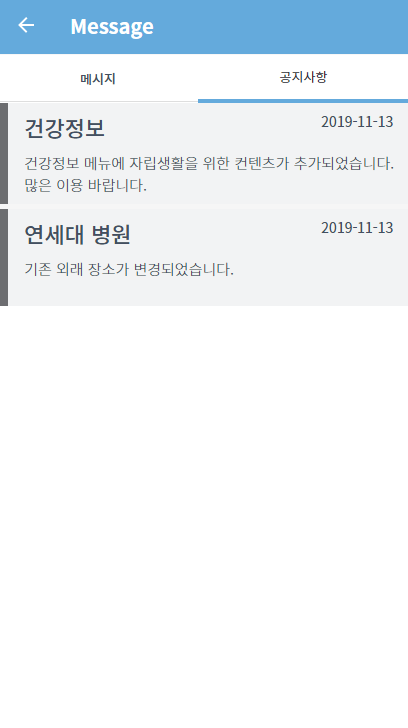 Message
메시지
공지사항
건강정보
2019-11-13
건강정보 메뉴에 자립생활을 위한 컨텐츠가 추가되었습니다.
많은 이용 바랍니다.
연세대 병원
2019-11-13
기존 외래 장소가 변경되었습니다.